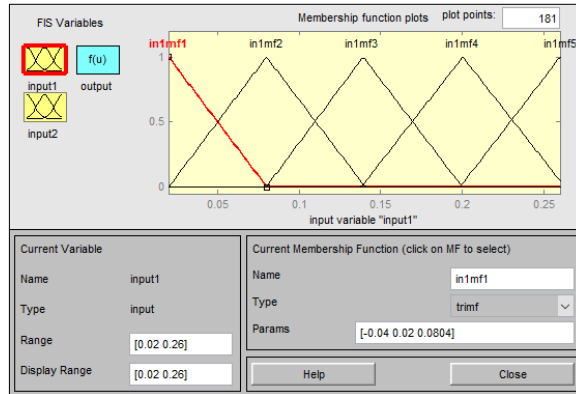 FIS Variables
Membership function plots plot points: 181
f(u)
input1 output
input2
in1mf1 in1mf2 in1mf3 in1mf4 in1mf5
1
0.5
0
0.05 0.1 0.15 0.2 0.25
input variable "input1"
Current Variable
Name input1
Type input
Range [0.02 0.26]
Display Range [0.02 0.26]
Current Membership Function (click on MF to select)
Name in1mf1
Type trimf
Params [-0.04 0.02 0.0804]
Help Close